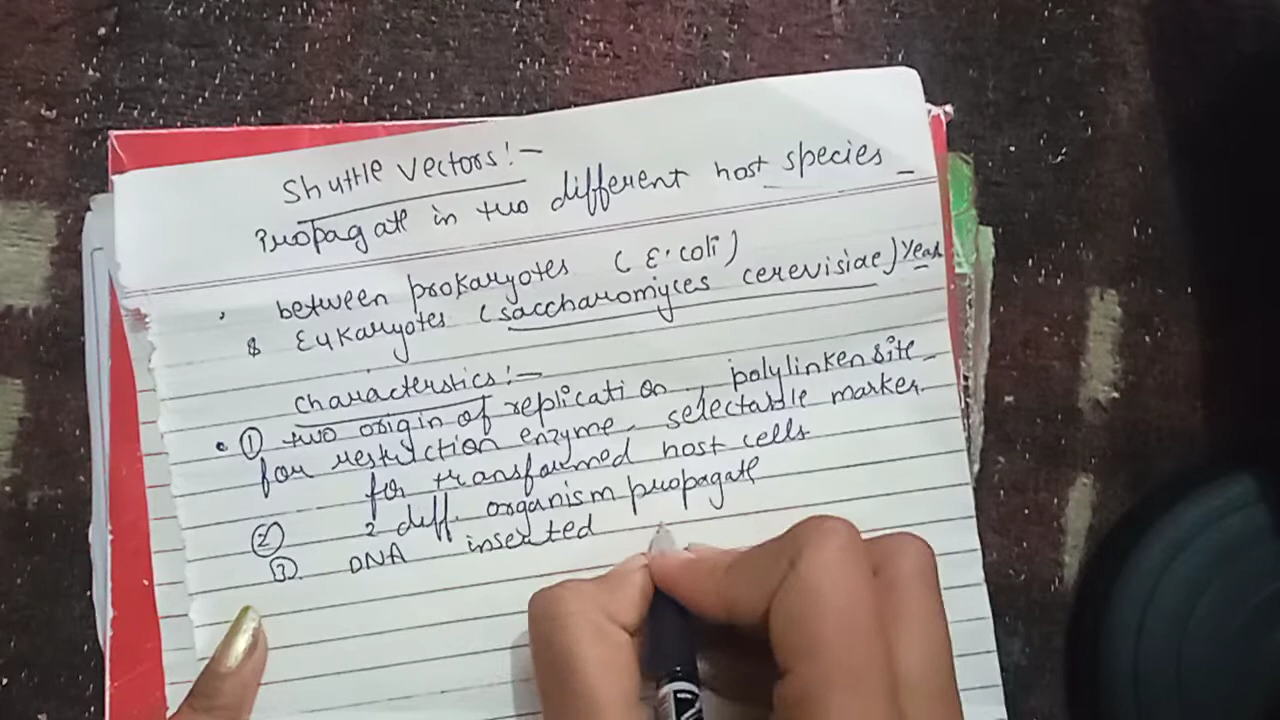 Shuttle Vectors:-
Propagate in two different host species
between prokaryotes (E.coli)
& Eukaryotes (saccharomyces cerevisiae) Yeast
characterstics:-
① two origin of replication, polylinken site
for restriction enzyme, selectable marker
for transformed host cells
② 2 diff. organism propagate
③ DNA inserted